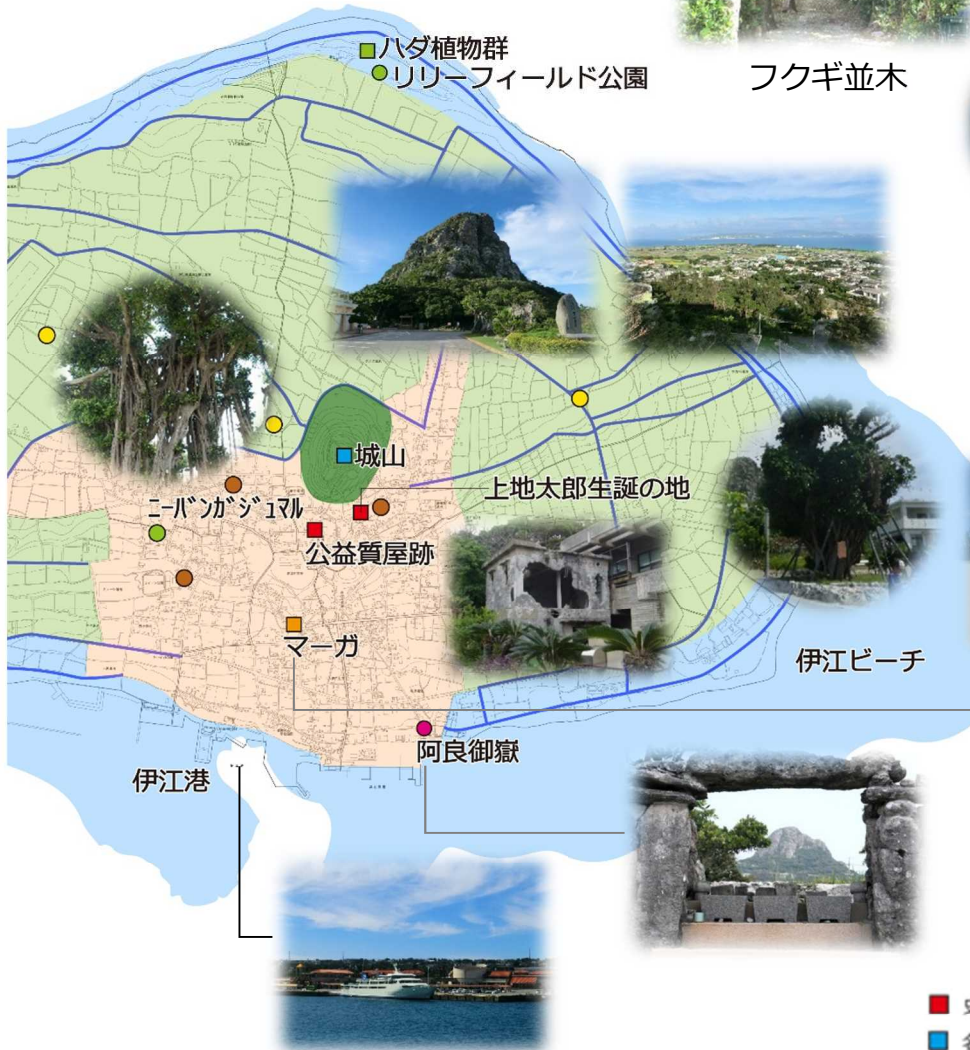 ハダ植物群
リリーフィールド公園
フクギ並木
城山
上地太郎生誕の地
ニーバンガジュマル
公益質屋跡
マーガ
伊江ビーチ
阿良御嶽
伊江港